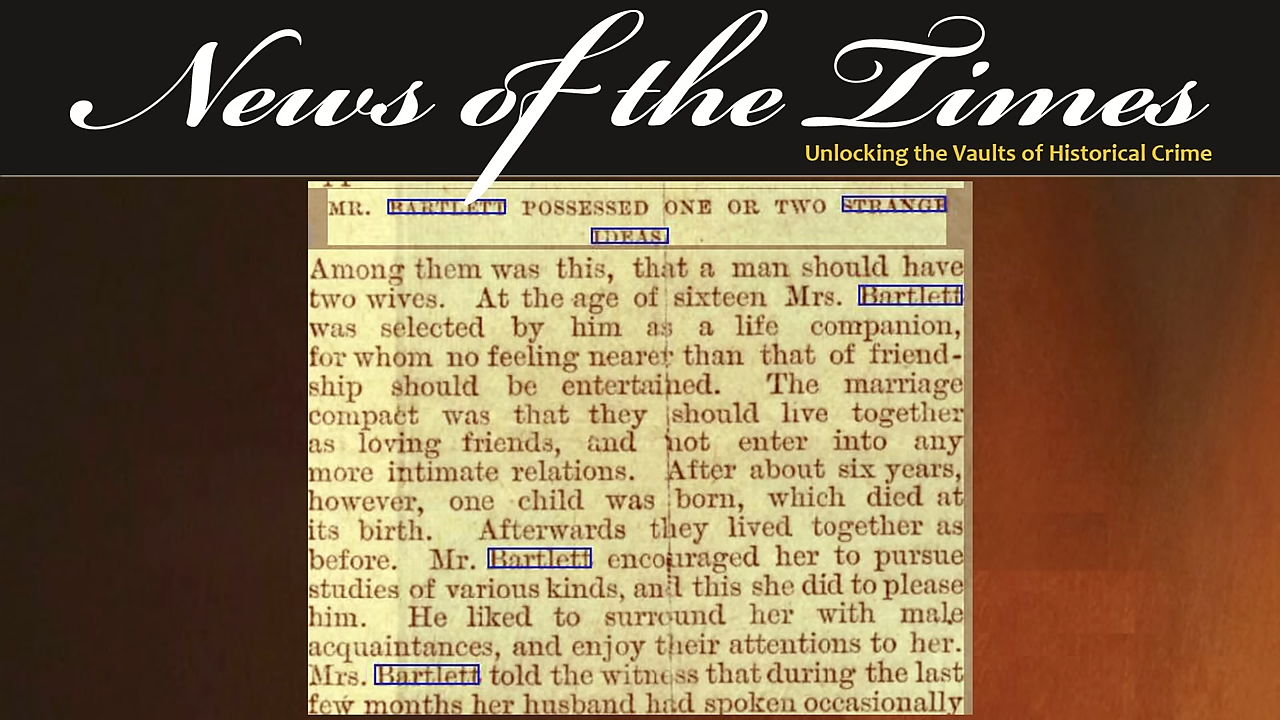 News of the Times
Unlocking the Vaults of Historical Crime
MR. BARTLETT POSSESSED ONE OR TWO STRANGE
IDEAS.
Among them was this, that a man should have
two wives. At the age of sixteen Mrs. Bartlett
was selected by him as a life companion,
for whom no feeling nearer than that of friend-
ship should be entertained. The marriage
compact was that they should live together
as loving friends, and not enter into any
more intimate relations. After about six years,
however, one child was born, which died at
its birth. Afterwards they lived together as
before. Mr. Bartlett encouraged her to pursue
studies of various kinds, and this she did to please
him. He liked to surround her with male
acquaintances, and enjoy their attentions to her.
Mrs. Bartlett told the witness that during the last
few months her husband had spoken occasionally